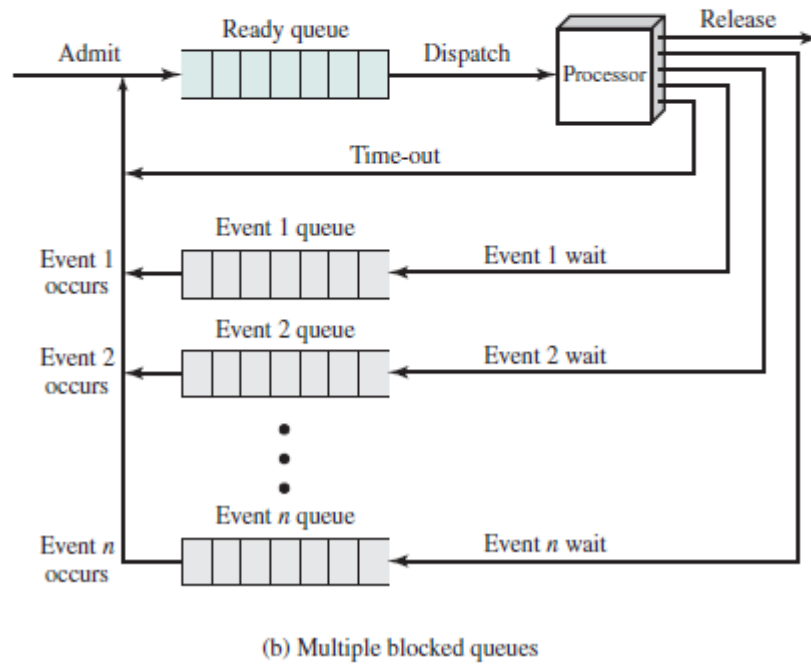 Release
Ready queue
Admit
Dispatch
Processor
Time-out
Event 1 queue
Event 1
occurs
Event 1 wait
Event 2 queue
Event 2
occurs
Event 2 wait
Event n queue
Event n
occurs
Event n wait
(b) Multiple blocked queues